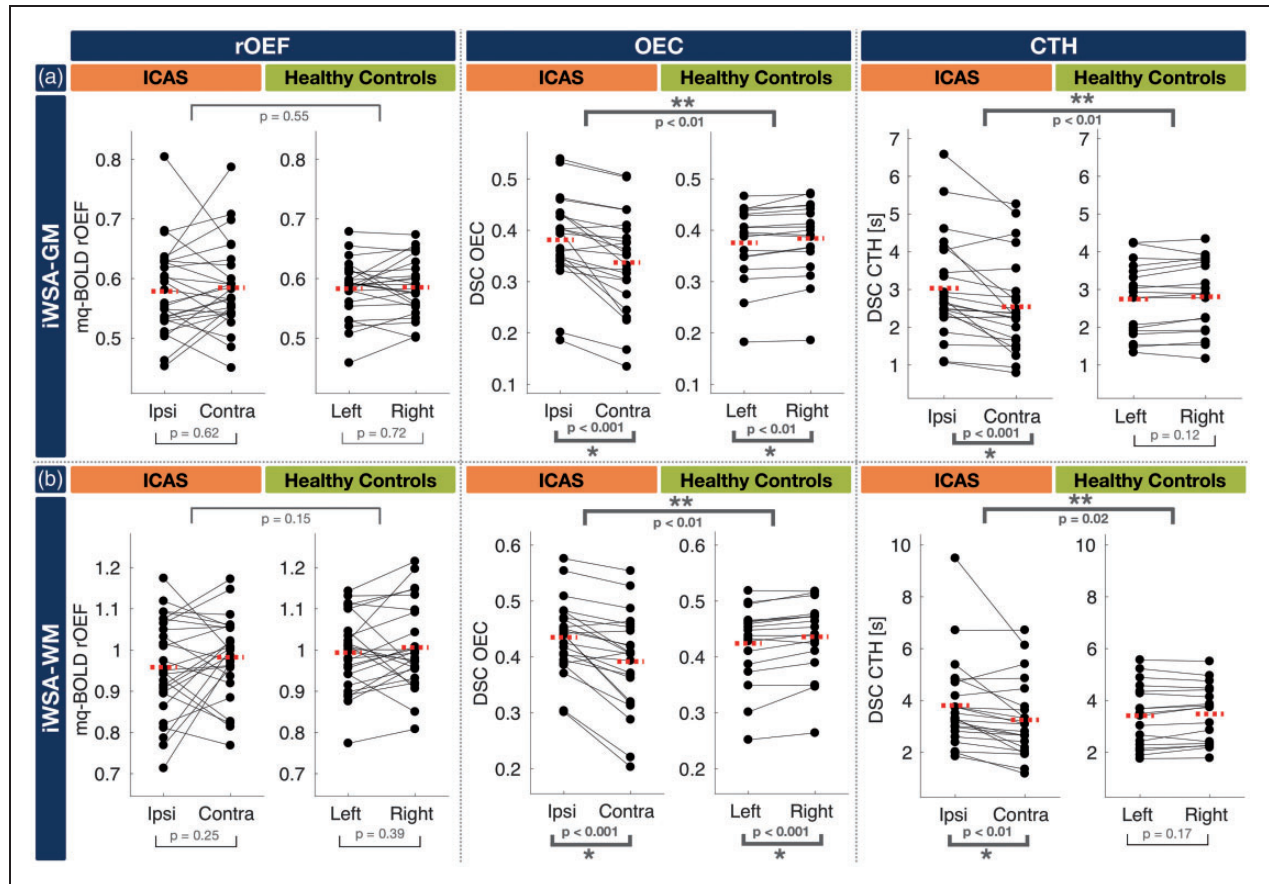 rOEF OEC CTH
(a) ICAS Healthy Controls ICAS Healthy Controls ICAS Healthy Controls
iWSA-GM
p = 0.55
**
p < 0.01
**
p < 0.01
mq-BOLD rOEF
0.8
0.7
0.6
0.5
0.8
0.7
0.6
0.5
DSC OEC
0.5
0.4
0.3
0.2
0.1
0.5
0.4
0.3
0.2
0.1
DSC CTH [s]
7
6
5
4
3
2
1
7
6
5
4
3
2
1
Ipsi Contra Left Right Ipsi Contra Left Right Ipsi Contra Left Right
p = 0.62 p = 0.72 p < 0.001 p < 0.01 p < 0.001 p = 0.12
* * *
(b) ICAS Healthy Controls ICAS Healthy Controls ICAS Healthy Controls
iWSA-WM
p = 0.15
**
p < 0.01
**
p = 0.02
mq-BOLD rOEF
1.2
1.1
1
0.9
0.8
0.7
1.2
1.1
1
0.9
0.8
0.7
DSC OEC
0.6
0.5
0.4
0.3
0.2
0.6
0.5
0.4
0.3
0.2
DSC CTH [s]
10
8
6
4
2
10
8
6
4
2
Ipsi Contra Left Right Ipsi Contra Left Right Ipsi Contra Left Right
p = 0.25 p = 0.39 p < 0.001 p < 0.001 p < 0.01 p = 0.17
* * *